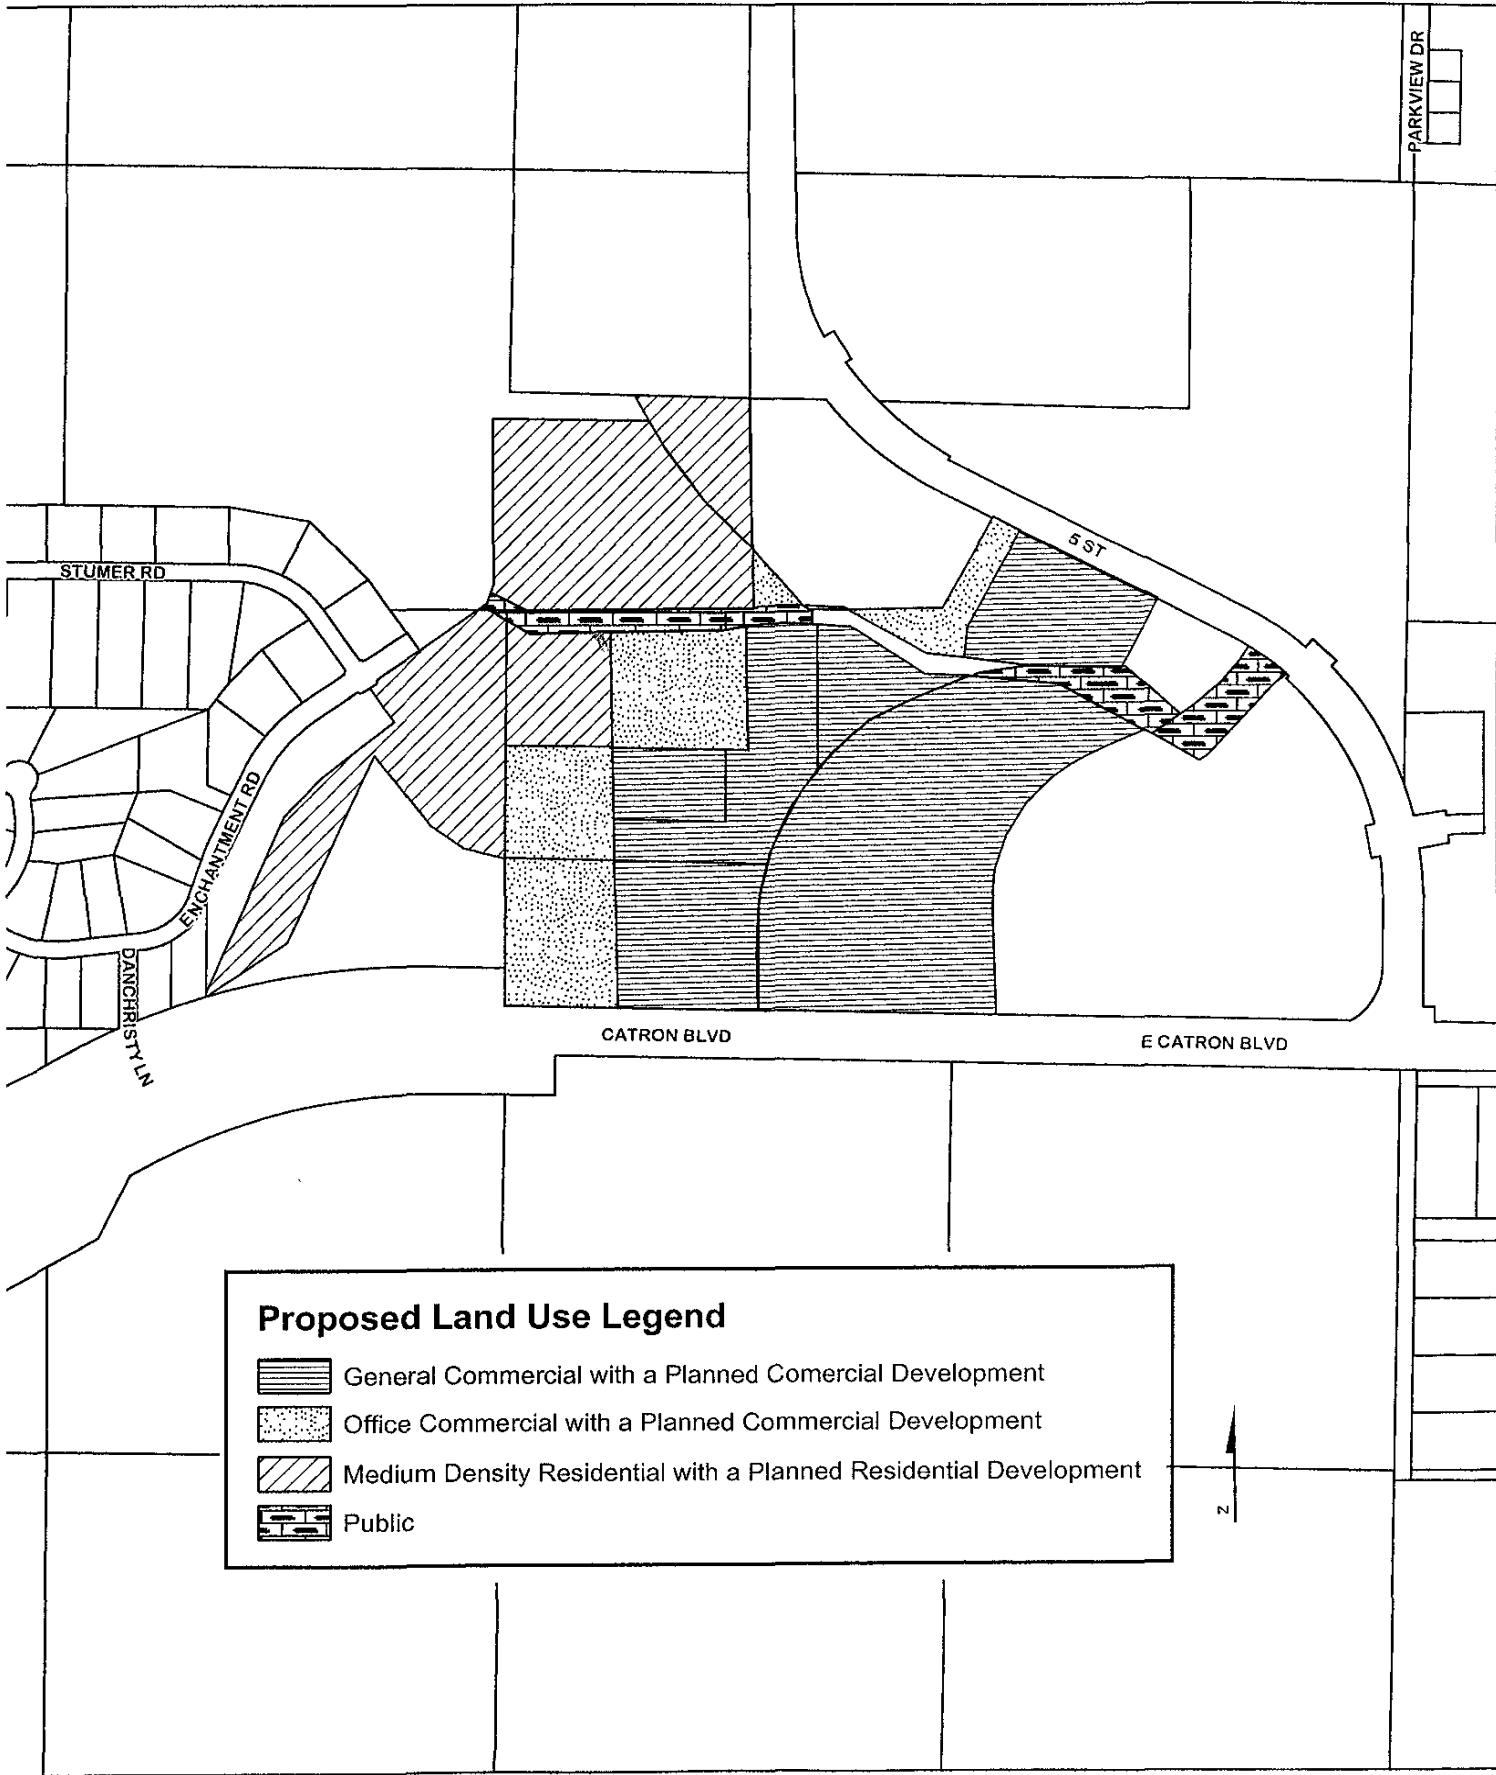 PARKVIEW DR
5 ST
STUMER RD
ENCHANTMENT RD
DANCHRISTY LN
CATRON BLVD
E CATRON BLVD
Proposed Land Use Legend
General Commercial with a Planned Comercial Development
Office Commercial with a Planned Commercial Development
Medium Density Residential with a Planned Residential Development
Public
N